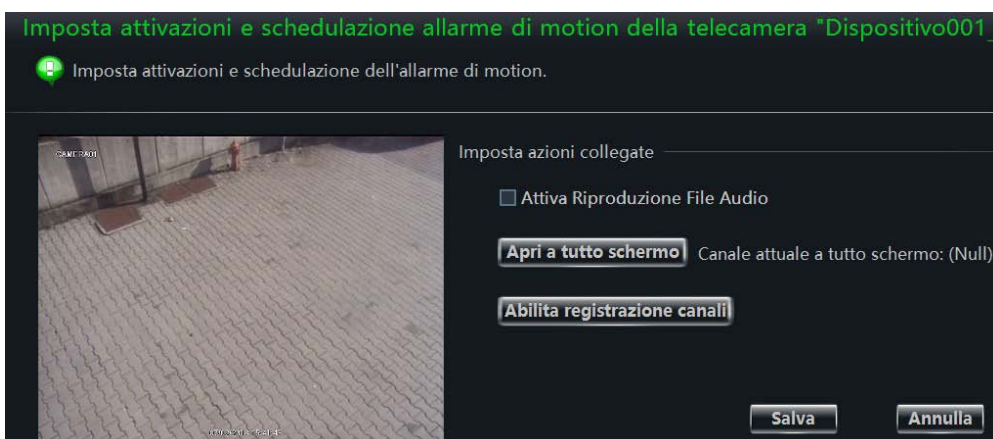 Imposta attivazioni e schedulazione allarme di motion della telecamera "Dispositivo001_
Imposta attivazioni e schedulazione dell'allarme di motion.
CAMERA01
Imposta azioni collegate
Attiva Riproduzione File Audio
Apri a tutto schermo Canale attuale a tutto schermo: (Null)
Abilita registrazione canali
Salva Annulla